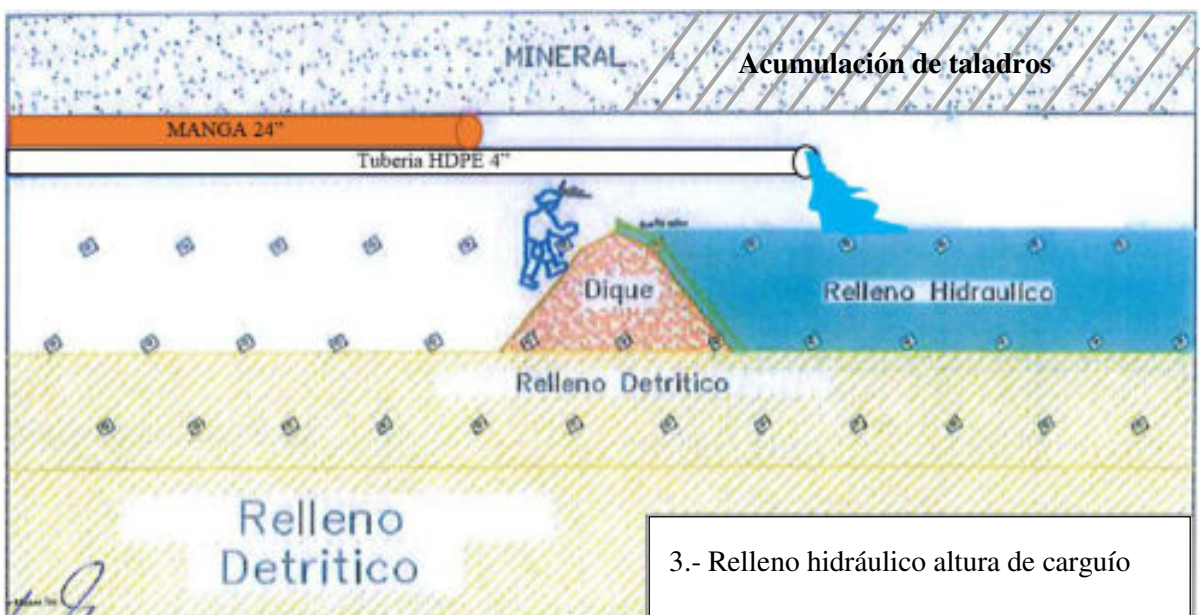 MINERAL
Acumulación de taladros
MANGA 24”
Tuberia HDPE 4”
Dique
Relleno Hidraulico
Relleno Detritico
Relleno
Detritico
3.- Relleno hidráulico altura de carguío